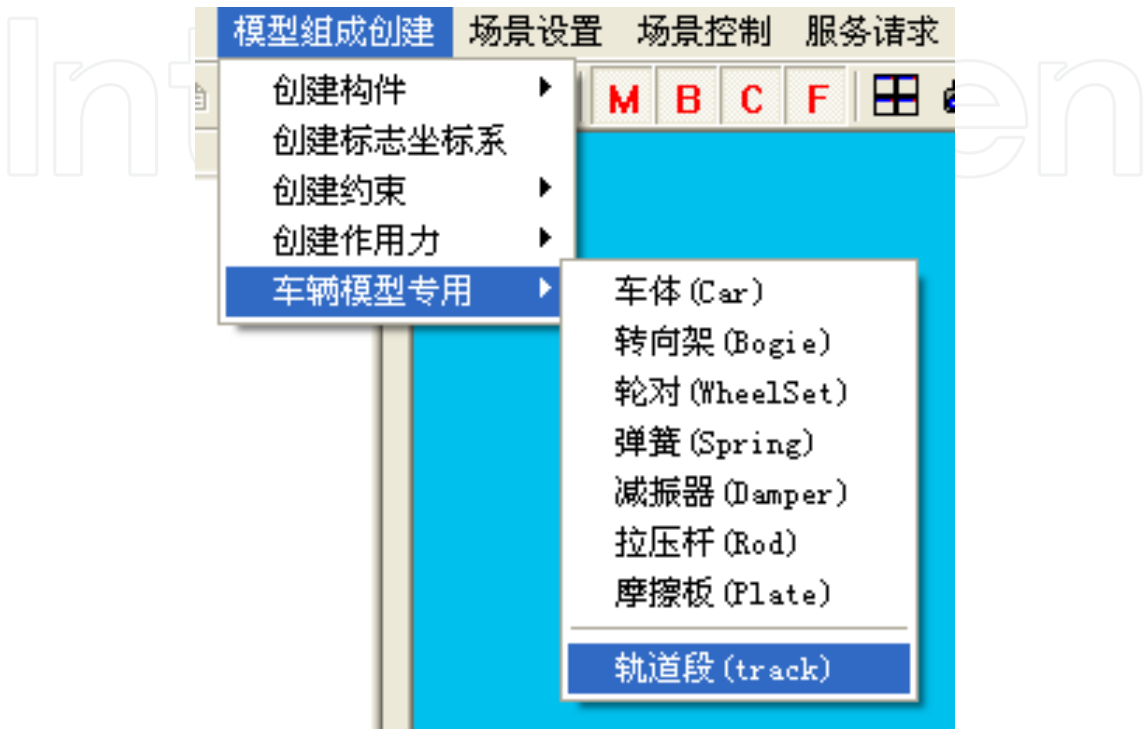 模型组成创建 场景设置 场景控制 服务请求
M B C F
创建构件
创建标志坐标系
创建约束
创建作用力
车辆模型专用
车体(Car)
转向架(Bogie)
轮对(WheelSet)
弹簧(Spring)
减振器(Damper)
拉压杆(Rod)
摩擦板(Plate)
轨道段(track)